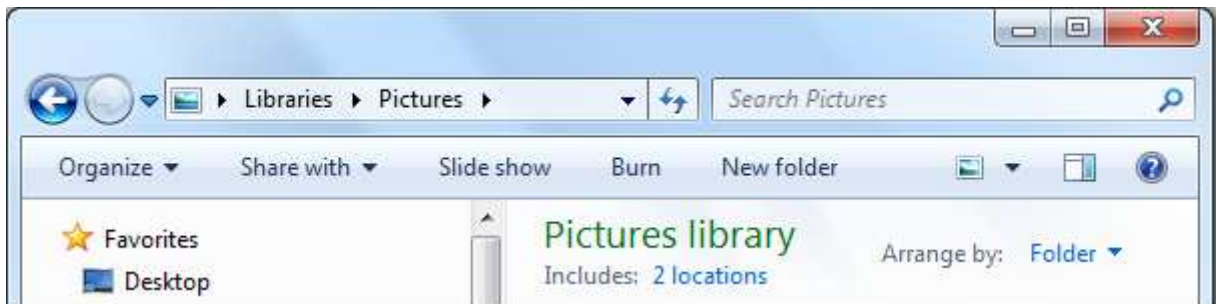 Libraries Pictures Search Pictures
Organize Share with Slide show Burn New folder
Favorites
Desktop
Pictures library
Includes: 2 locations
Arrange by: Folder